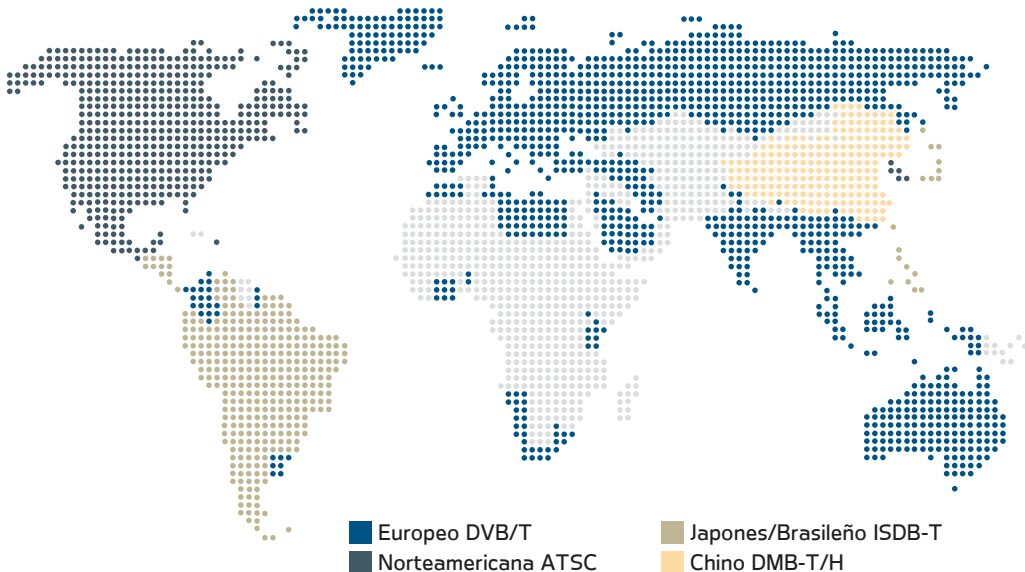 Europeo DVB/T
Japones/Brasileño ISDB-T
Norteamericana ATSC
Chino DMB-T/H